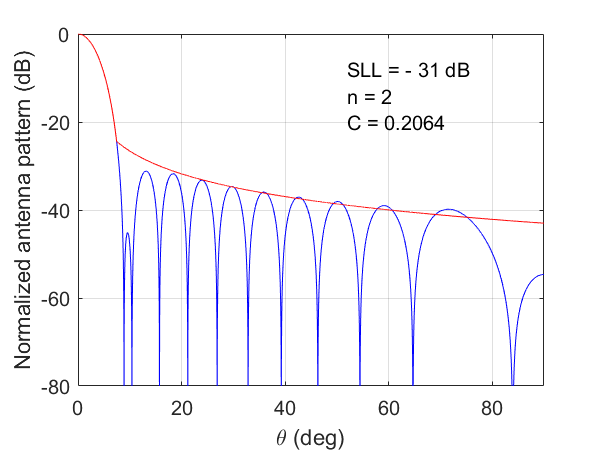 0
-20
-40
-60
-80
Normalized antenna pattern (dB)
SLL = - 31 dB
n = 2
C = 0.2064
0 20 40 60 80
θ (deg)